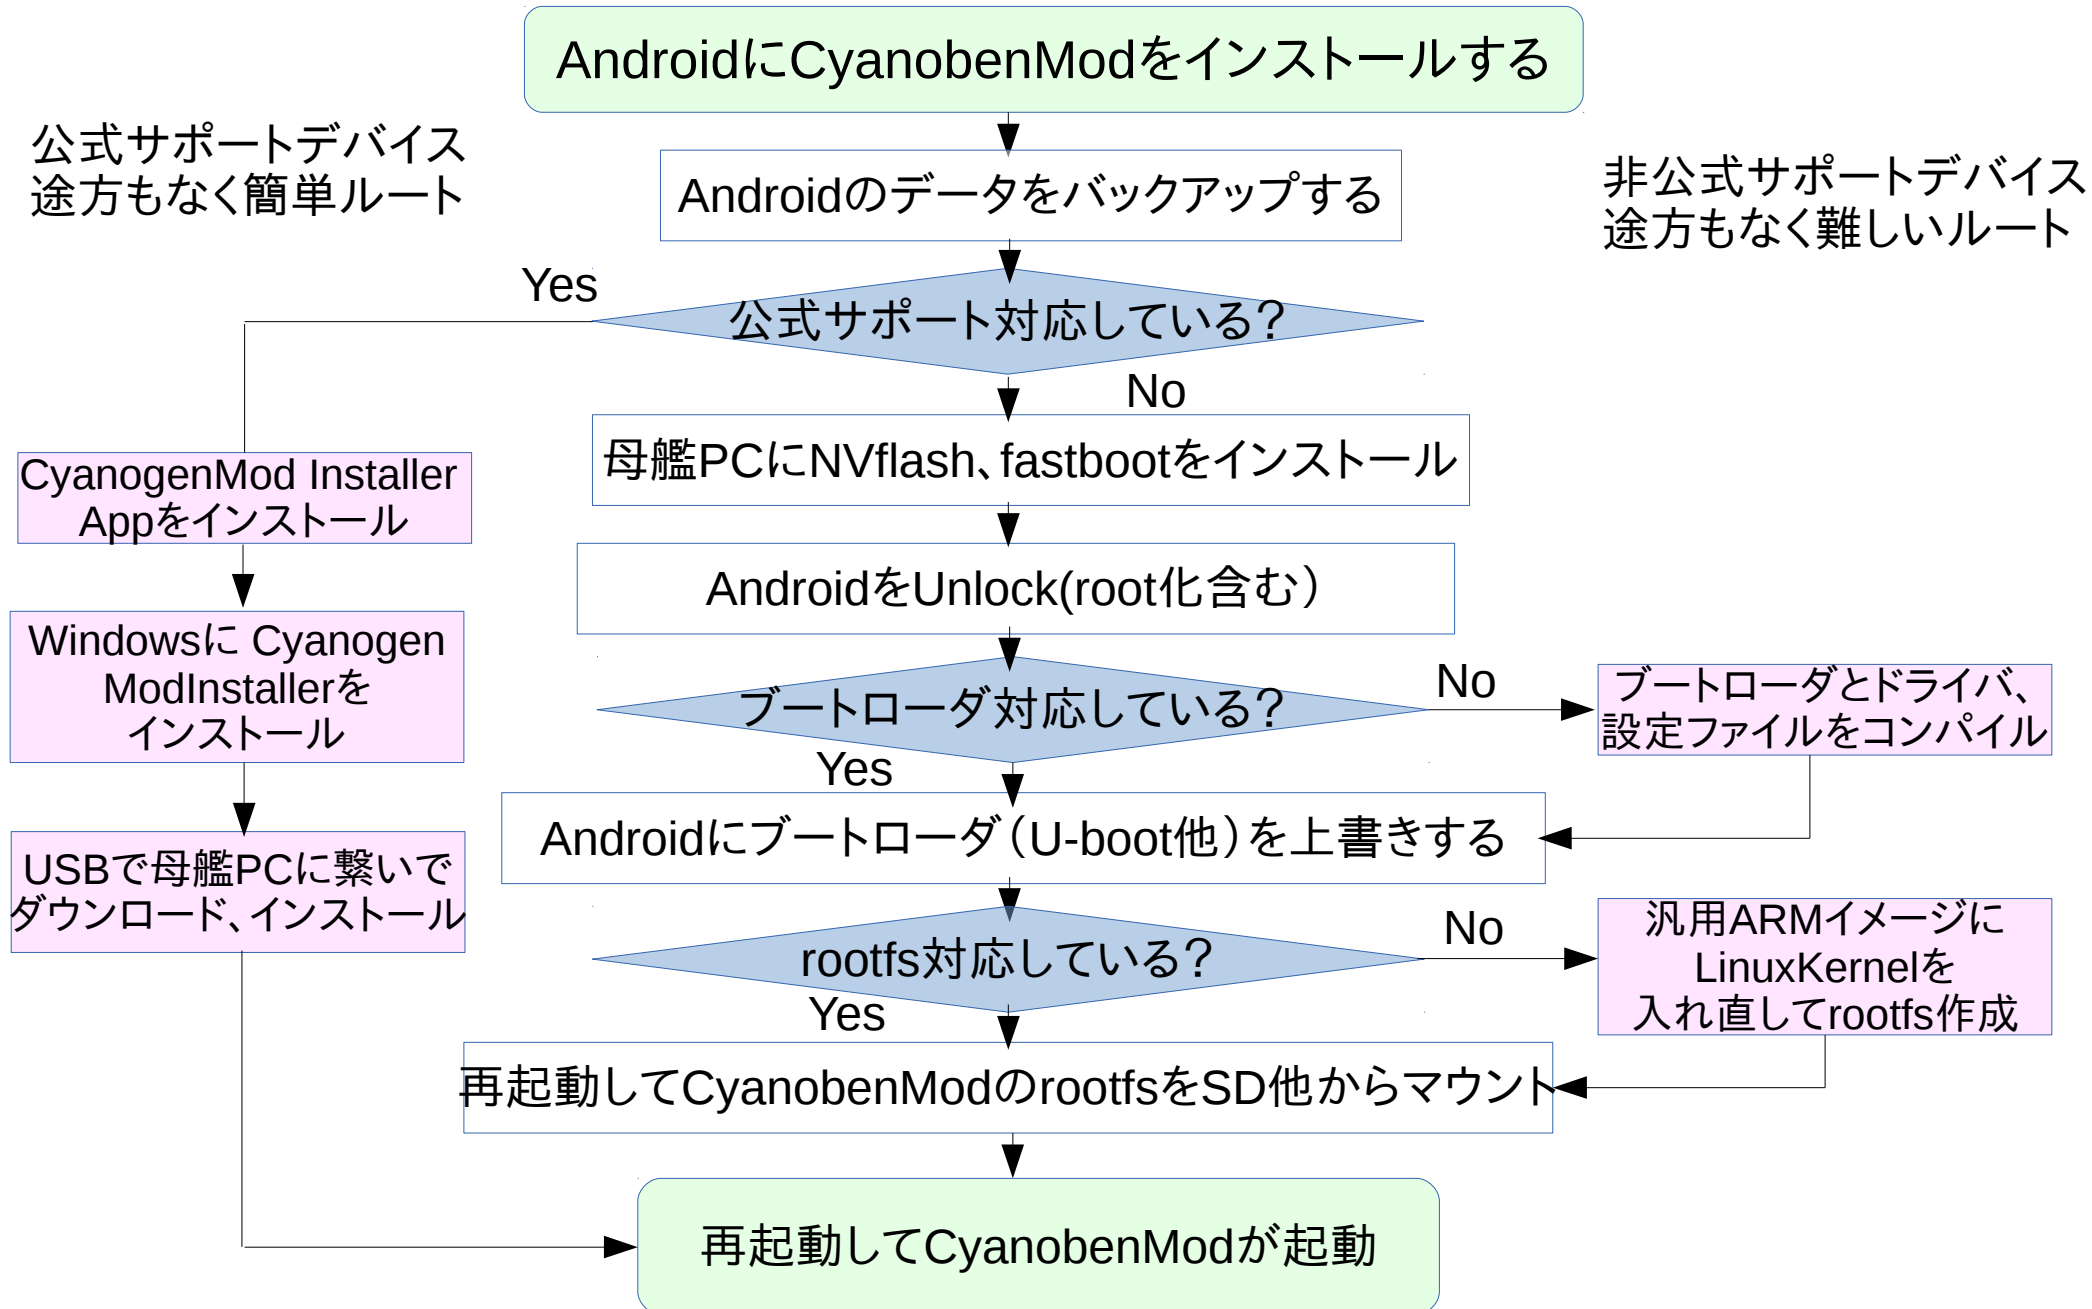 AndroidにCyanobenModをインストールする
公式サポートデバイス
途方もなく簡単ルート
非公式サポートデバイス
途方もなく難しいルート
Androidのデータをバックアップする
Yes
公式サポート対応している?
No
母艦PCにNVflash、fastbootをインストール
CyanogenMod Installer
Appをインストール
AndroidをUnlock(root化含む）
Windowsに Cyanogen
ModInstallerを
インストール
ブートローダ対応している?
No
ブートローダとドライバ、
設定ファイルをコンパイル
Yes
Androidにブートローダ（U-boot他）を上書きする
USBで母艦PCに繋いで
ダウンロード、インストール
rootfs対応している?
No
汎用ARMイメージに
LinuxKernelを
入れ直してrootfs作成
Yes
再起動してCyanobenModのrootfsをSD他からマウント
再起動してCyanobenModが起動